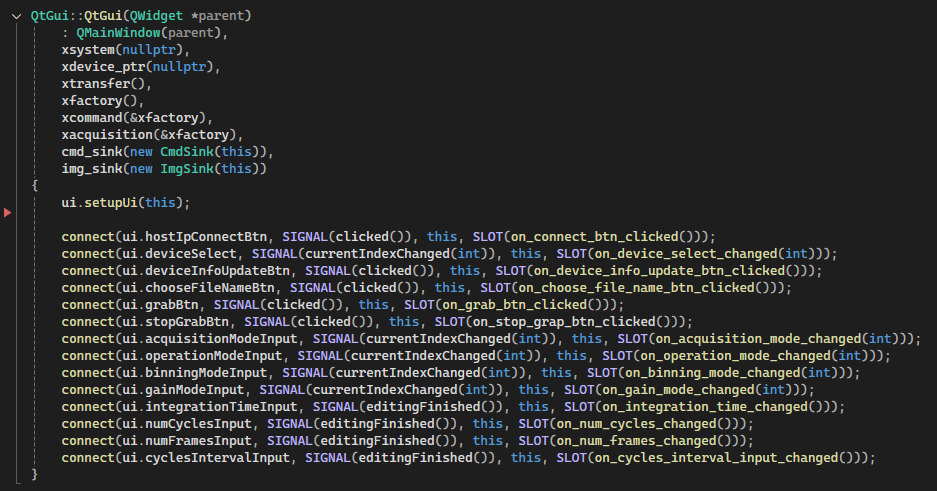 QtGui::QtGui(QWidget *parent)
    : QMainWindow(parent),
    xsystem(nullptr),
    xdevice_ptr(nullptr),
    xtransfer(),
    xfactory(),
    xcommand(&xfactory),
    xacquisition(&xfactory),
    cmd_sink(new CmdSink(this)),
    img_sink(new ImgSink(this))
{
    ui.setupUi(this);

    connect(ui.hostIpConnectBtn, SIGNAL(clicked()), this, SLOT(on_connect_btn_clicked()));
    connect(ui.deviceSelect, SIGNAL(currentIndexChanged(int)), this, SLOT(on_device_select_changed(int)));
    connect(ui.deviceInfoUpdateBtn, SIGNAL(clicked()), this, SLOT(on_device_info_update_btn_clicked()));
    connect(ui.chooseFileNameBtn, SIGNAL(clicked()), this, SLOT(on_choose_file_name_btn_clicked()));
    connect(ui.grabBtn, SIGNAL(clicked()), this, SLOT(on_grab_btn_clicked()));
    connect(ui.stopGrabBtn, SIGNAL(clicked()), this, SLOT(on_stop_grap_btn_clicked()));
    connect(ui.acquisitionModeInput, SIGNAL(currentIndexChanged(int)), this, SLOT(on_acquisition_mode_changed(int)));
    connect(ui.operationModeInput, SIGNAL(currentIndexChanged(int)), this, SLOT(on_operation_mode_changed(int)));
    connect(ui.binningModeInput, SIGNAL(currentIndexChanged(int)), this, SLOT(on_binning_mode_changed(int)));
    connect(ui.gainModeInput, SIGNAL(currentIndexChanged(int)), this, SLOT(on_gain_mode_changed(int)));
    connect(ui.integrationTimeInput, SIGNAL(editingFinished()), this, SLOT(on_integration_time_changed()));
    connect(ui.numCyclesInput, SIGNAL(editingFinished()), this, SLOT(on_num_cycles_changed()));
    connect(ui.numFramesInput, SIGNAL(editingFinished()), this, SLOT(on_num_frames_changed()));
    connect(ui.cyclesIntervalInput, SIGNAL(editingFinished()), this, SLOT(on_cycles_interval_input_changed()));
}